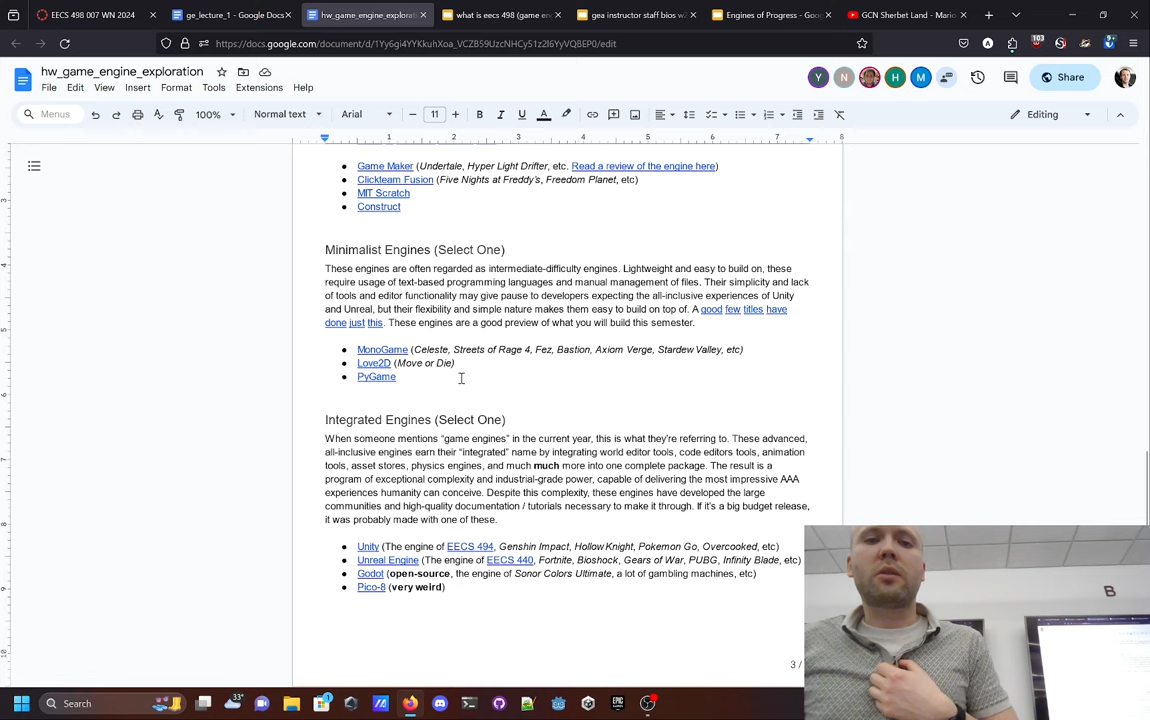 EECS 498 007 WN 2024
ge_lecture_1 - Google Docs
hw_game_engine_explorati
what is eecs 498 (game en
gea instructor staff bios w
Engines of Progress - Goog
GCN Sherbet Land - Mario
https://docs.google.com/document/d/1Yy6gi4YYKkuhXoa_VCZB59UzcNHCy51z2I6YyVQBEP0/edit
103
9+
hw_game_engine_exploration
File Edit View Insert Format Tools Extensions Help
Y N H M
Share
Menus
100%
Normal text
Arial
11
Editing
1 2 3 4 5 6 7 8
Game Maker (Undertale, Hyper Light Drifter, etc. Read a review of the engine here)
Clickteam Fusion (Five Nights at Freddy's, Freedom Planet, etc)
MIT Scratch
Construct
Minimalist Engines (Select One)
These engines are often regarded as intermediate-difficulty engines. Lightweight and easy to build on, these
require usage of text-based programming languages and manual management of files. Their simplicity and lack
of tools and editor functionality may give pause to developers expecting the all-inclusive experiences of Unity
and Unreal, but their flexibility and simple nature makes them easy to build on top of. A good few titles have
done just this. These engines are a good preview of what you will build this semester.
MonoGame (Celeste, Streets of Rage 4, Fez, Bastion, Axiom Verge, Stardew Valley, etc)
Love2D (Move or Die)
PyGame
Integrated Engines (Select One)
When someone mentions “game engines” in the current year, this is what they're referring to. These advanced,
all-inclusive engines earn their “integrated” name by integrating world editor tools, code editors tools, animation
tools, asset stores, physics engines, and much much more into one complete package. The result is a
program of exceptional complexity and industrial-grade power, capable of delivering the most impressive AAA
experiences humanity can conceive. Despite this complexity, these engines have developed the large
communities and high-quality documentation / tutorials necessary to make it through. If it's a big budget release,
it was probably made with one of these.
Unity (The engine of EECS 494, Genshin Impact, Hollow Knight, Pokemon Go, Overcooked, etc)
Unreal Engine (The engine of EECS 440, Fortnite, Bioshock, Gears of War, PUBG, Infinity Blade, etc)
Godot (open-source, the engine of Sonor Colors Ultimate, a lot of gambling machines, etc)
Pico-8 (very weird)
3 /
B
Search
33°